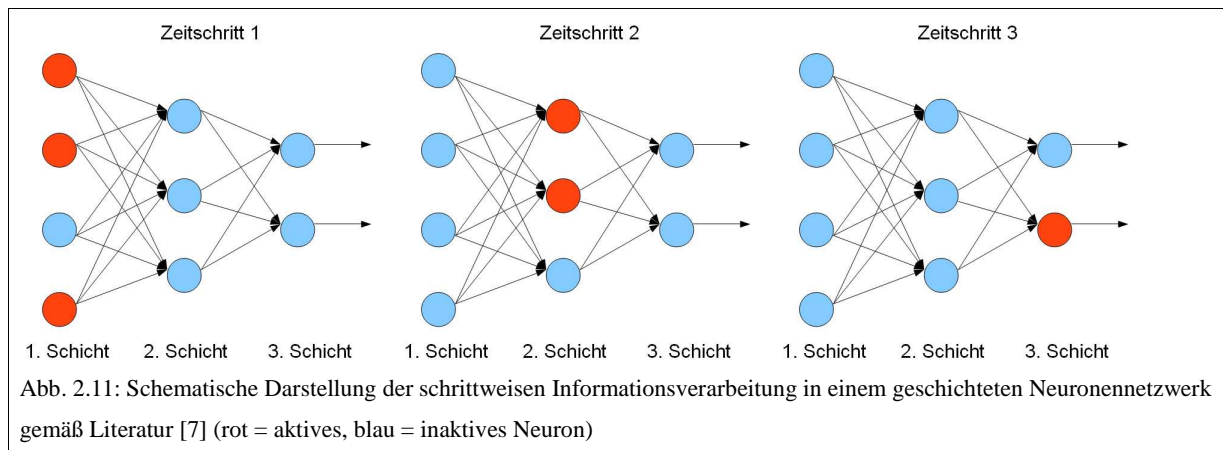 Zeitschritt 1 Zeitschritt 2 Zeitschritt 3
1. Schicht 2. Schicht 3. Schicht 1. Schicht 2. Schicht 3. Schicht 1. Schicht 2. Schicht 3. Schicht
Abb. 2.11: Schematische Darstellung der schrittweisen Informationsverarbeitung in einem geschichteten Neuronennetzwerk
gemäß Literatur [7] (rot = aktives, blau = inaktives Neuron)